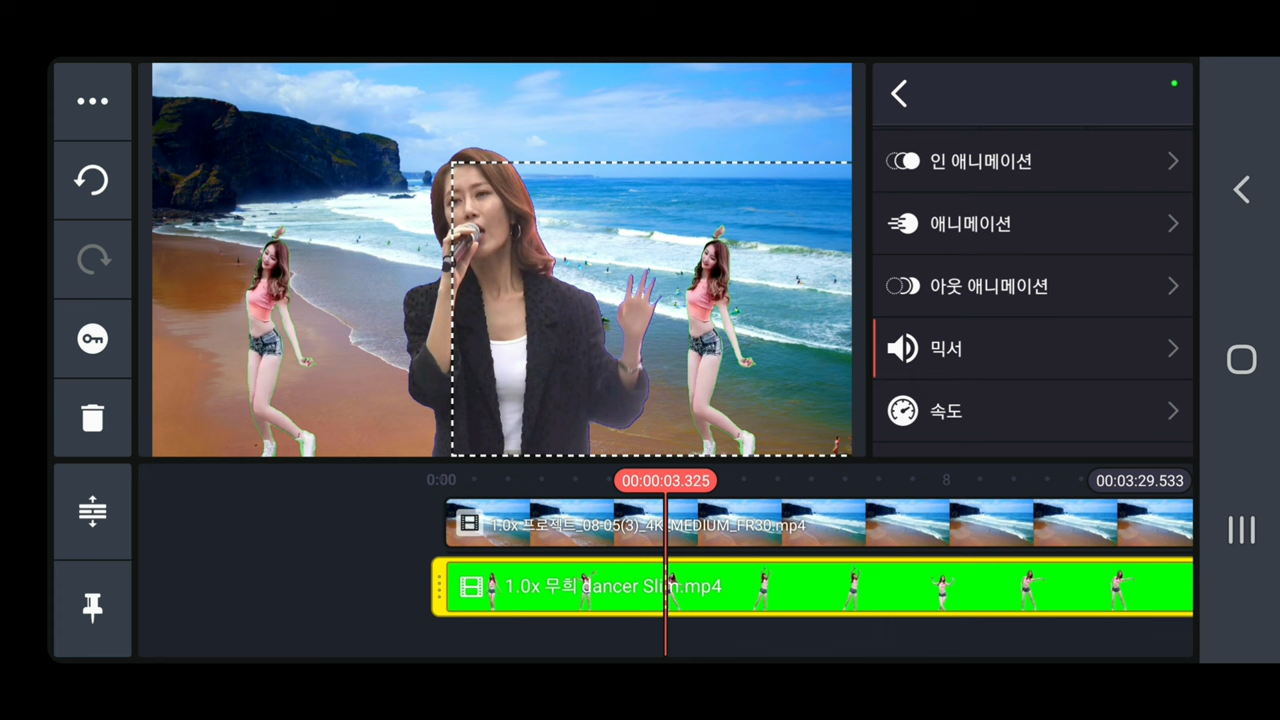 인 애니메이션
애니메이션
아웃 애니메이션
믹서
속도
0:00
00:00:03.325
8
00:03:29.533
1.0x 프로젝트_08-05(3)_4K_MEDIUM_FR30.mp4
1.0x 무희 dancer Slim.mp4